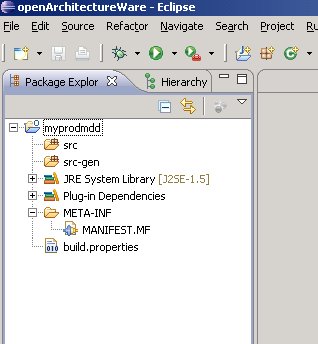 openArchitectureWare - Eclipse
File Edit Source Refactor Navigate Search Project
Package Explor Hierarchy
myprodmdd
src
src-gen
JRE System Library [J2SE-1.5]
Plug-in Dependencies
META-INF
MANIFEST.MF
build.properties